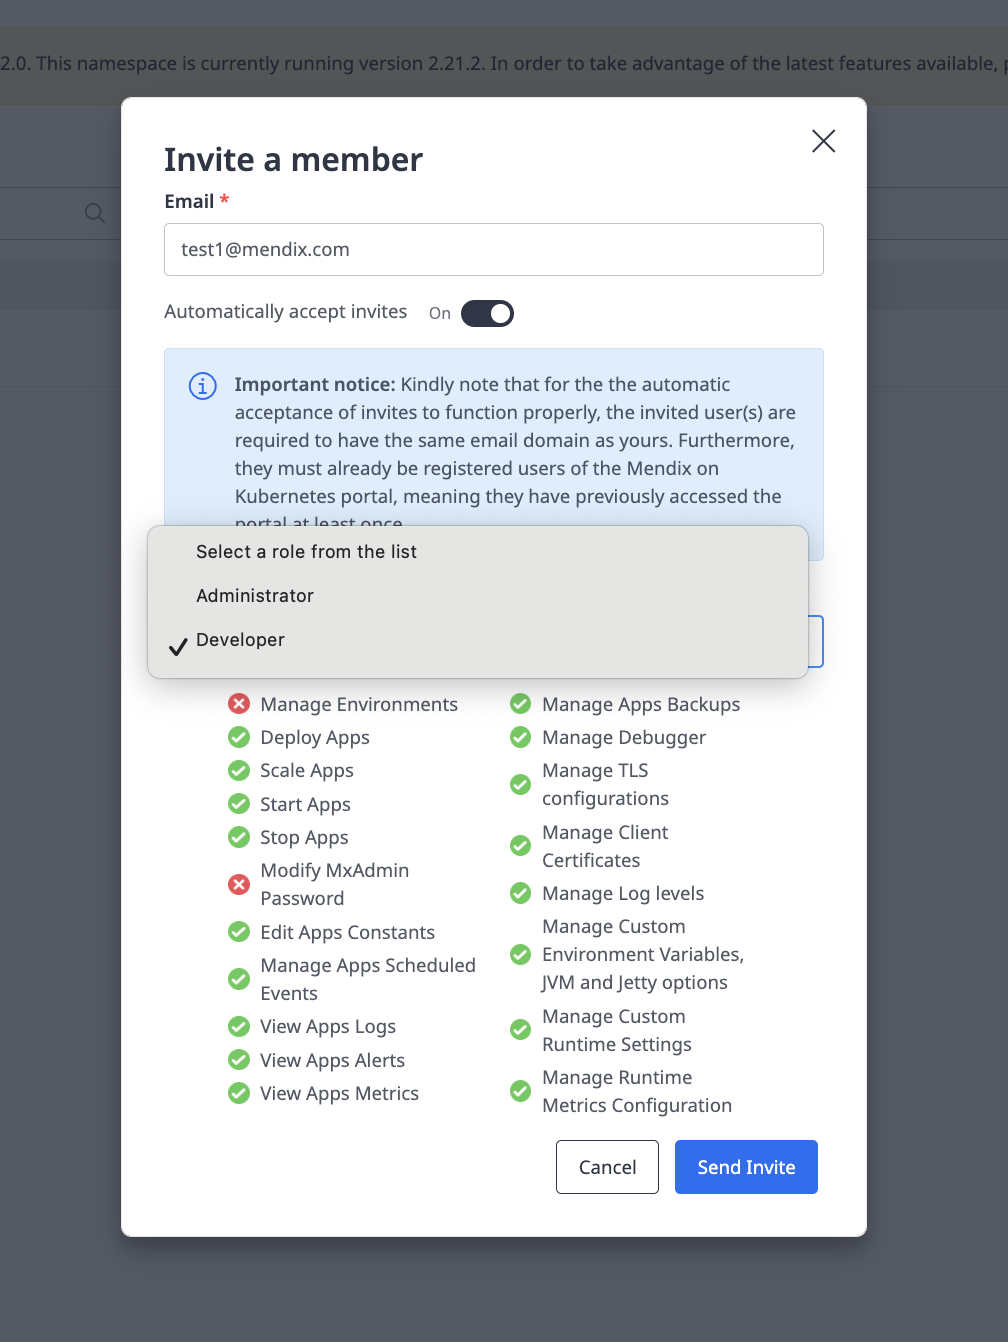 2.0. This namespace is currently running version 2.21.2. In order to take advantage of the latest features available,
Invite a member
Email *
test1@mendix.com
Automatically accept invites On
Important notice: Kindly note that for the the automatic
acceptance of invites to function properly, the invited user(s) are
required to have the same email domain as yours. Furthermore,
they must already be registered users of the Mendix on
Kubernetes portal, meaning they have previously accessed the
portal at least once
Select a role from the list
Administrator
Developer
Manage Environments
Deploy Apps
Scale Apps
Start Apps
Stop Apps
Modify MxAdmin
Password
Edit Apps Constants
Manage Apps Scheduled
Events
View Apps Logs
View Apps Alerts
View Apps Metrics
Manage Apps Backups
Manage Debugger
Manage TLS
configurations
Manage Client
Certificates
Manage Log levels
Manage Custom
Environment Variables,
JVM and Jetty options
Manage Custom
Runtime Settings
Manage Runtime
Metrics Configuration
Cancel
Send Invite